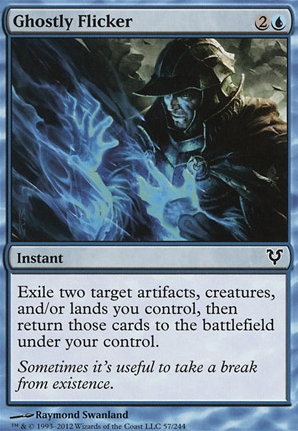 Ghostly Flicker 2
Instant
Exile two target artifacts, creatures,
and/or lands you control, then
return those cards to the battlefield
under your control.
Sometimes it's useful to take a break
from existence.
Raymond Swanland
™ & © 1993–2012 Wizards of the Coast LLC 57/244